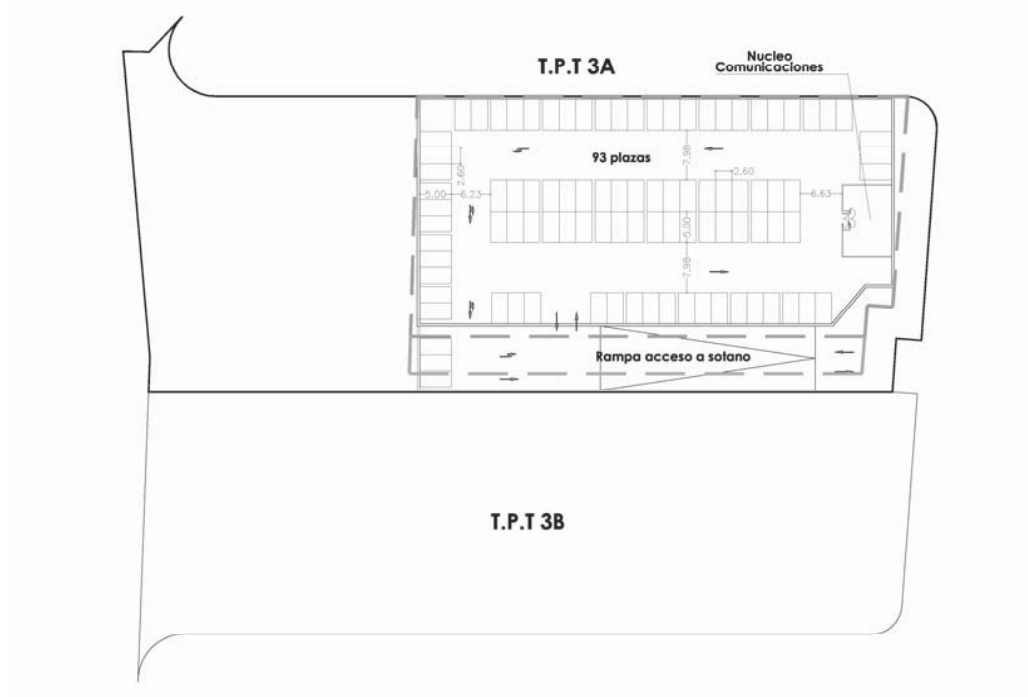 T.P.T 3A
Nucleo
Comunicaciones
93 plazas
7.98
2.60
2.60
5.00
6.23
6.63
5.00
7.98
Rampa acceso a sotano
T.P.T 3B